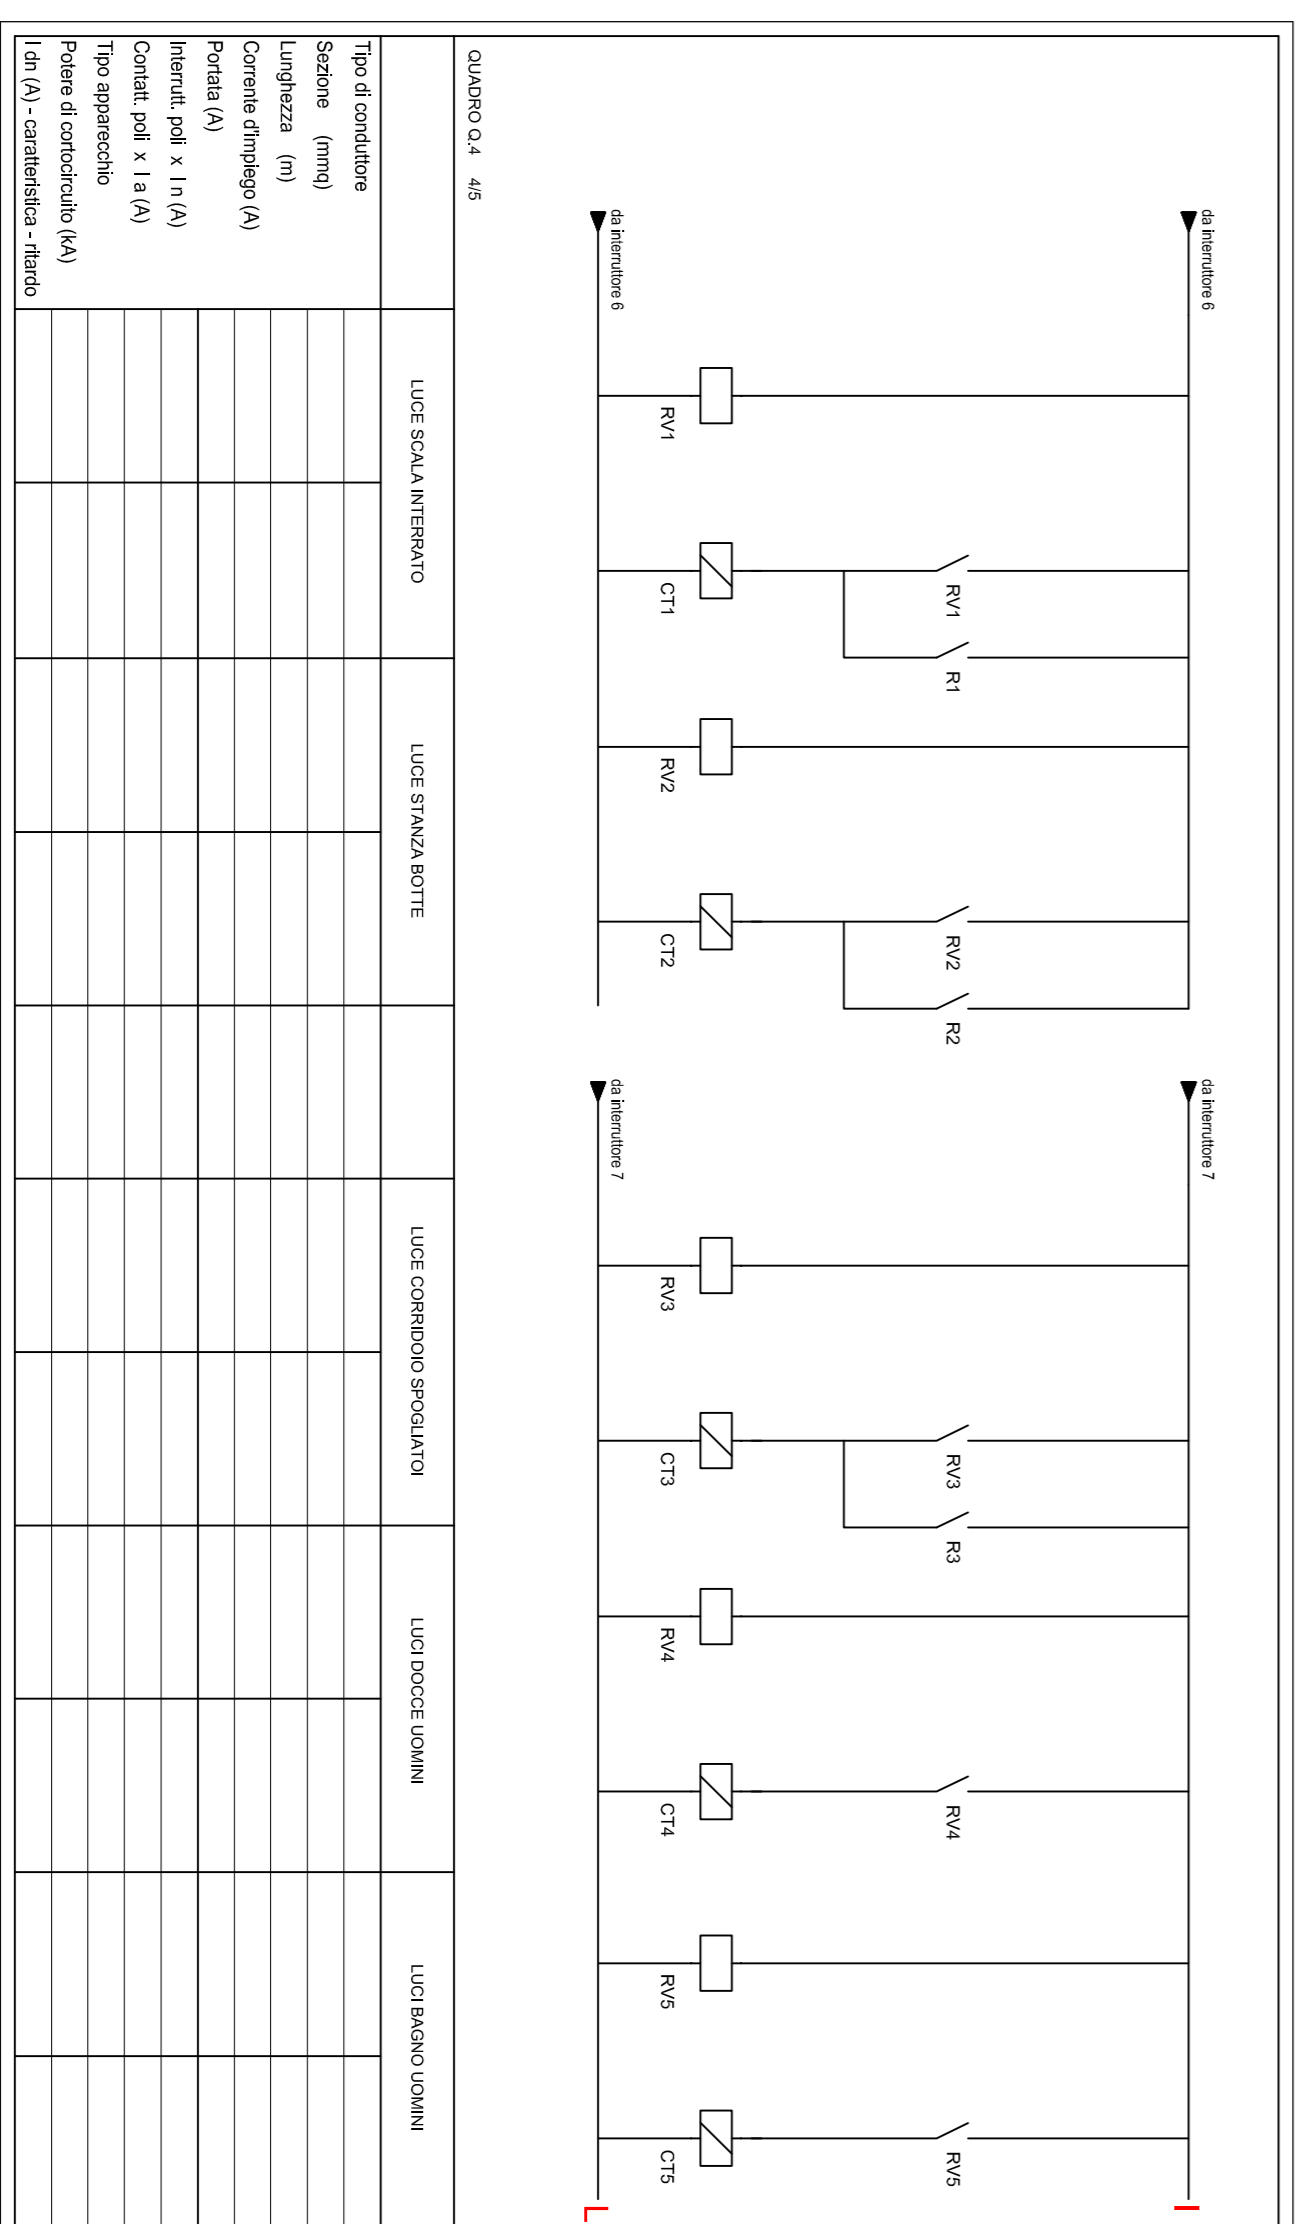 da interruttore 6
da interruttore 7
RV1
R1
RV2
R2
RV3
R3
RV4
RV5
RV1
CT1
RV2
CT2
RV3
CT3
RV4
CT4
RV5
CT5
da interruttore 6
da interruttore 7
QUADRO Q.4 4/5
LUCE SCALA INTERRATO
LUCE STANZA BOTTE
LUCE CORRIDOIO SPOGLIATOI
LUCI DOCCE UOMINI
LUCI BAGNO UOMINI
Tipo di conduttore
Sezione (mmq)
Lunghezza (m)
Corrente d'impiego (A)
Portata (A)
Interrutt. poli x I n (A)
Contatt. poli x I a (A)
Tipo apparecchio
Potere di cortocircuito (kA)
I dn (A) - caratteristica - ritardo